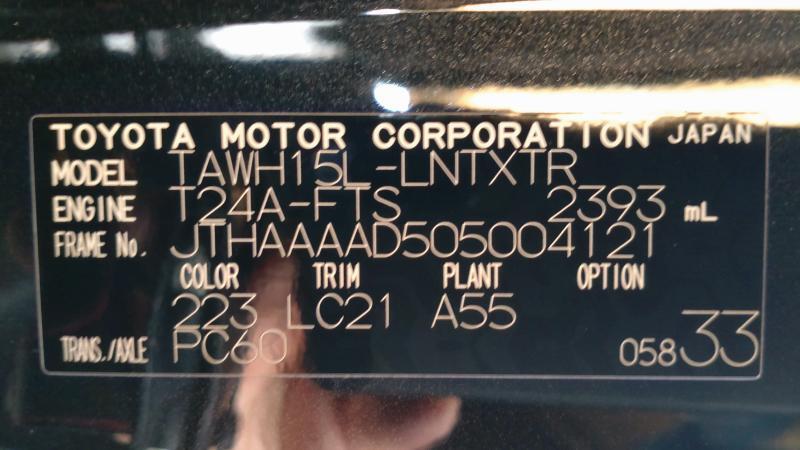 TOYOTA MOTOR CORPORATION JAPAN
MODEL TAWH15L-LNTXTR
ENGINE T24A-FTS 2393 mL
FRAME No. JTHAAAAD505004121
COLOR TRIM PLANT OPTION
223 LC21 A55
TRANS./AXLE PC60 058 33